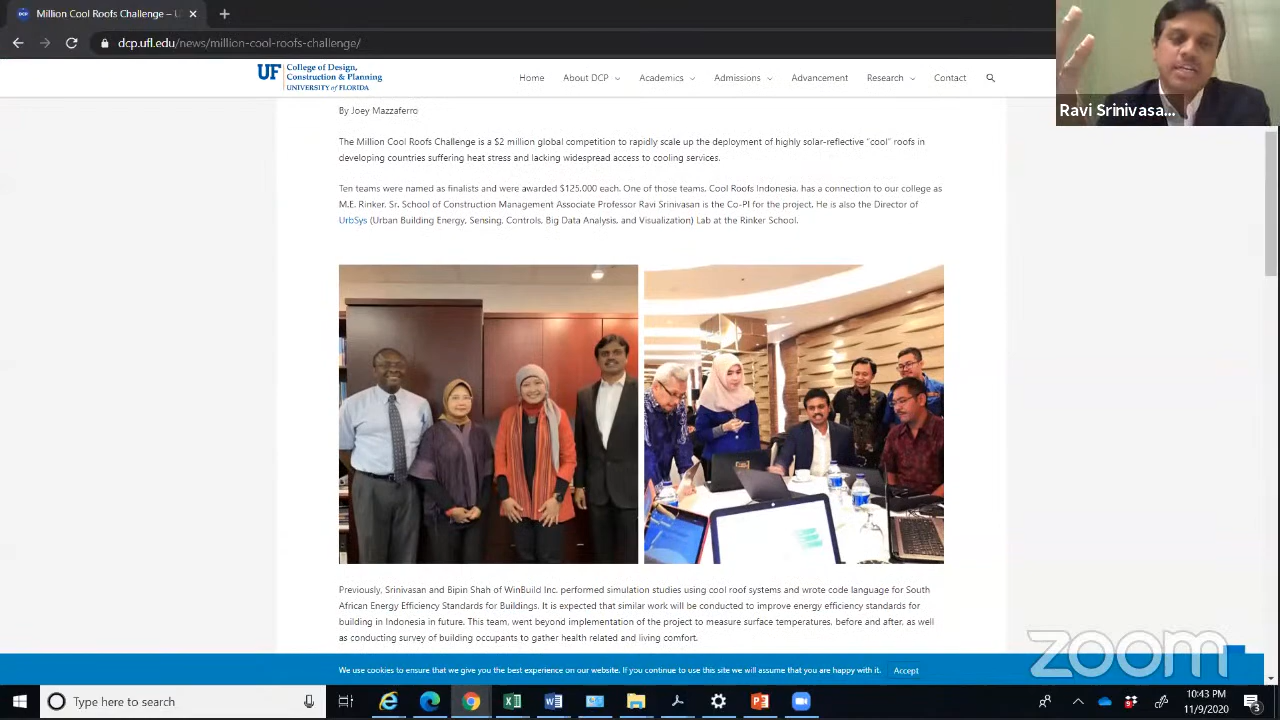 Million Cool Roofs Challenge - C
dcp.ufl.edu/news/million-cool-roofs-challenge/
UF College of Design,
Construction & Planning
UNIVERSITY of FLORIDA
Home About DCP Academics Admissions Advancement Research Contact
Ravi Srinivasa...
By Joey Mazzaferro
The Million Cool Roofs Challenge is a $2 million global competition to rapidly scale up the deployment of highly solar-reflective “cool” roofs in
developing countries suffering heat stress and lacking widespread access to cooling services.
Ten teams were named as finalists and were awarded $125,000 each. One of those teams, Cool Roofs Indonesia, has a connection to our college as
M.E. Rinker, Sr. School of Construction Management Associate Professor Ravi Srinivasan is the Co-PI for the project. He is also the Director of
UrbSys (Urban Building Energy, Sensing, Controls, Big Data Analysis, and Visualization) Lab at the Rinker School.
Previously, Srinivasan and Bipin Shah of WinBuild Inc. performed simulation studies using cool roof systems and wrote code language for South
African Energy Efficiency Standards for Buildings. It is expected that similar work will be conducted to improve energy efficiency standards for
building in Indonesia in future. This team, went beyond implementation of the project to measure surface temperatures, before and after, as well
as conducting survey of building occupants to gather health related and living comfort.
zoom
We use cookies to ensure that we give you the best experience on our website. If you continue to use this site we will assume that you are happy with it. Accept
Type here to search
10:43 PM
11/9/2020
3